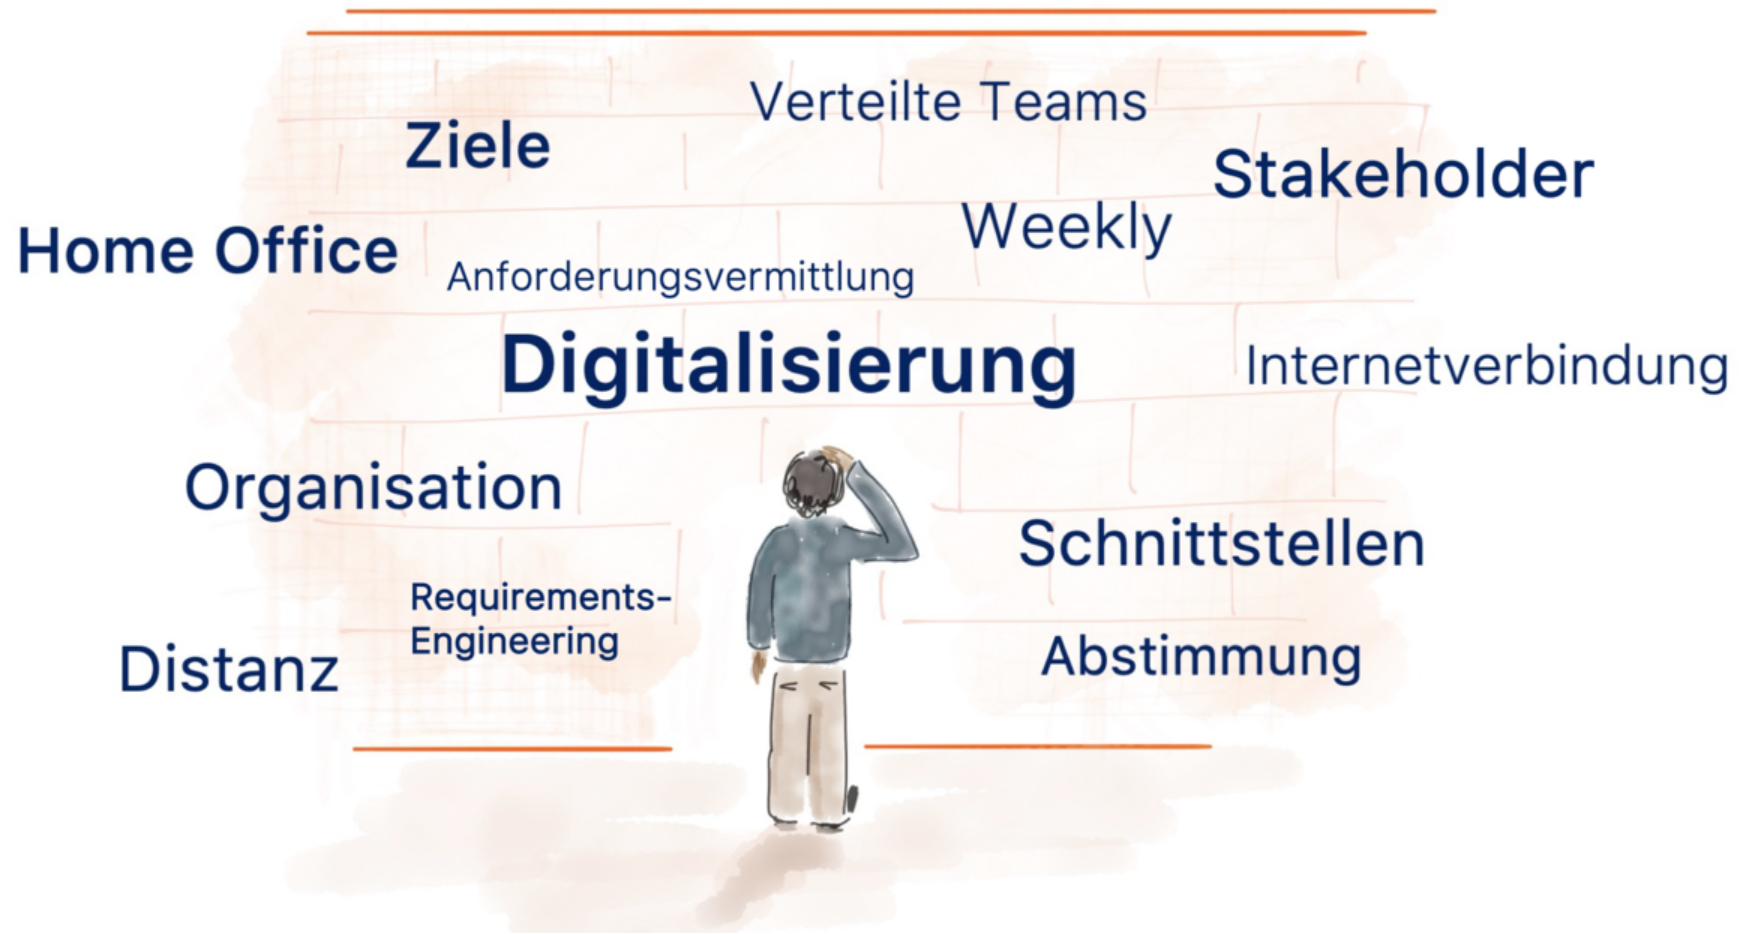 Verteilte Teams
Ziele
Stakeholder
Weekly
Home Office
Anforderungsvermittlung
Digitalisierung
Internetverbindung
Organisation
Schnittstellen
Requirements-
Engineering
Abstimmung
Distanz